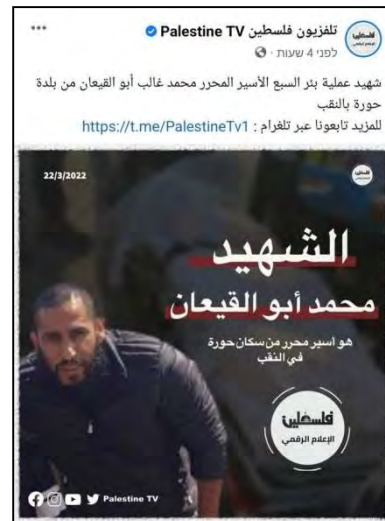 تلفزيون فلسطين Palestine TV
לפני 4 שעות
شهيد عملية بئر السبع الأسير المحرر محمد غالب أبو القيعان من بلدة
حورة بالنقب
للمزيد تابعونا عبر تلغرام : https://t.me/PalestineTv1
22/3/2022
الشهيد
محمد أبو القيعان
هو أسير محرر من سكان حورة
في النقب
فلسطين
الإعلام الرقمي
Palestine TV